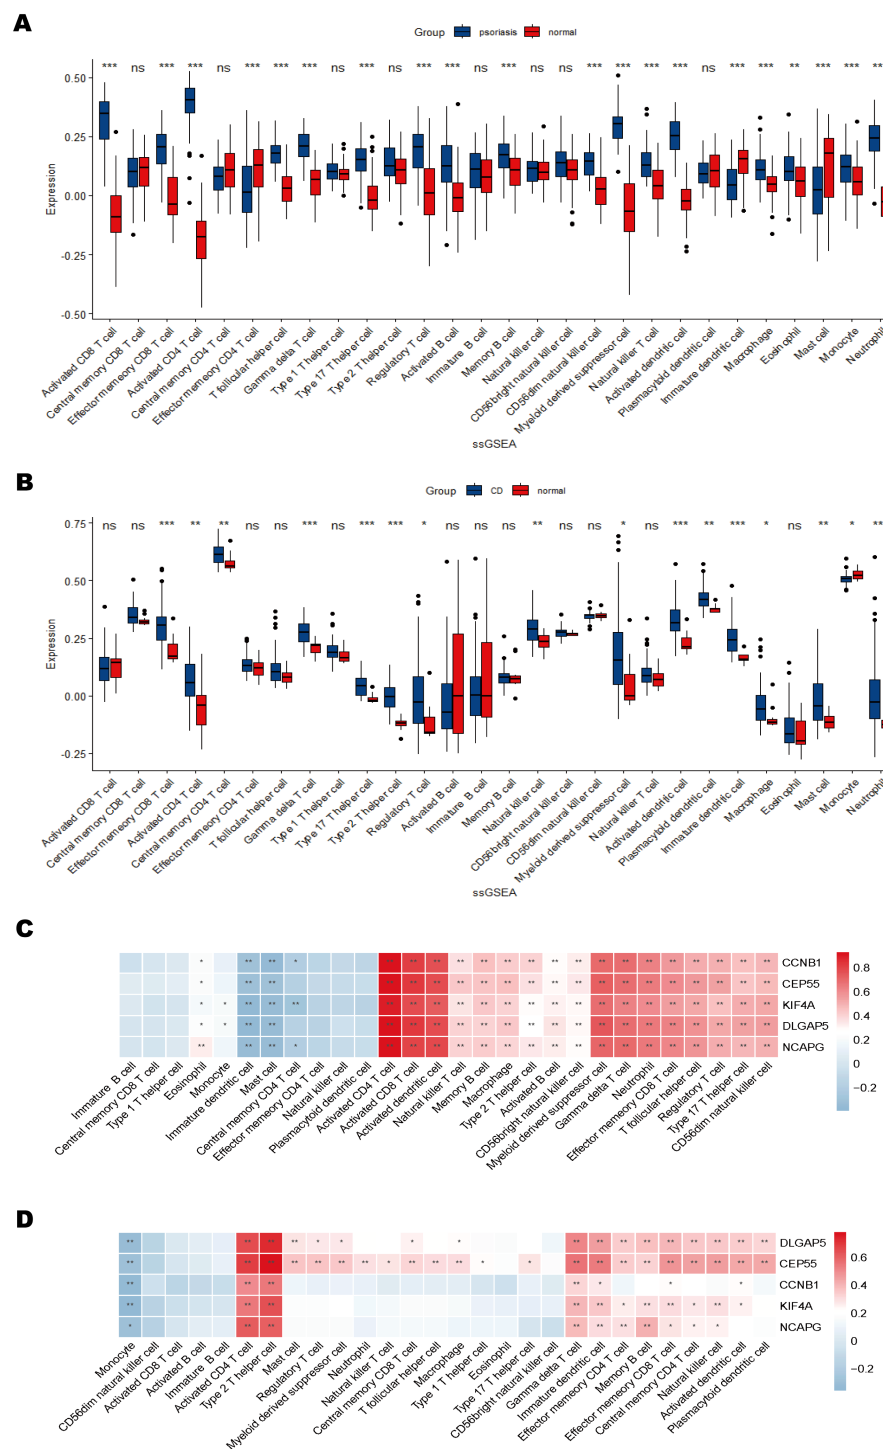 A
Group psoriasis normal
*** ns *** *** ns *** *** *** ns *** ns *** *** ns *** ns ns *** *** *** *** ns *** *** ** *** *** **
0.50
0.25
0.00
-0.25
-0.50
Expression
Activated CD8 T cell
Central memory CD8 T cell
Effector memeory CD8 T cell
Activated CD4 T cell
Central memory CD4 T cell
Effector memeory CD4 T cell
T follicular helper cell
Gamma delta T cell
Type 1 T helper cell
Type 17 T helper cell
Type 2 T helper cell
Regulatory T cell
Activated B cell
Immature B cell
Memory B cell
Natural killer cell
CD56bright natural killer cell
CD56dim natural killer cell
Myeloid derived suppressor cell
Natural killer T cell
Activated dendritic cell
Plasmacytoid dendritic cell
Immature dendritic cell
Macrophage
Eosinophil
Mast cell
Monocyte
Neutrophil
ssGSEA
B
Group CD normal
ns ns *** ** ** ns ns *** ns *** *** * ns ns ns ** ns ns * ns *** ** *** * ns ** * **
0.75
0.50
0.25
0.00
-0.25
Expression
Activated CD8 T cell
Central memory CD8 T cell
Effector memeory CD8 T cell
Activated CD4 T cell
Central memory CD4 T cell
Effector memeory CD4 T cell
T follicular helper cell
Gamma delta T cell
Type 1 T helper cell
Type 17 T helper cell
Type 2 T helper cell
Regulatory T cell
Activated B cell
Immature B cell
Memory B cell
Natural killer cell
CD56bright natural killer cell
CD56dim natural killer cell
Myeloid derived suppressor cell
Natural killer T cell
Activated dendritic cell
Plasmacytoid dendritic cell
Immature dendritic cell
Macrophage
Eosinophil
Mast cell
Monocyte
Neutrophil
ssGSEA
C
CCNB1
CEP55
KIF4A
DLGAP5
NCAPG
0.8
0.6
0.4
0.2
0
−0.2
Immature B cell
Central memory CD8 T cell
Type 1 T helper cell
Eosinophil
Monocyte
Immature dendritic cell
Mast cell
Central memory CD4 T cell
Effector memeory CD4 T cell
Natural killer cell
Plasmacytoid dendritic cell
Activated CD4 T cell
Activated CD8 T cell
Activated dendritic cell
Natural killer T cell
Memory B cell
Macrophage
Type 2 T helper cell
Activated B cell
CD56bright natural killer cell
Myeloid derived suppressor cell
Gamma delta T cell
Neutrophil
Effector memeory CD8 T cell
T follicular helper cell
Regulatory T cell
Type 17 T helper cell
CD56dim natural killer cell
D
DLGAP5
CEP55
CCNB1
KIF4A
NCAPG
0.6
0.4
0.2
0
−0.2
Monocyte
CD56dim natural killer cell
Activated CD8 T cell
Activated B cell
Immature B cell
Activated CD4 T cell
Type 2 T helper cell
Mast cell
Regulatory T cell
Myeloid derived suppressor cell
Neutrophil
Natural killer T cell
Central memory CD8 T cell
T follicular helper cell
Macrophage
Type 1 T helper cell
Eosinophil
Type 17 T helper cell
CD56bright natural killer cell
Gamma delta T cell
Immature dendritic cell
Effector memeory CD4 T cell
Memory B cell
Effector memeory CD8 T cell
Central memory CD4 T cell
Natural killer cell
Activated dendritic cell
Plasmacytoid dendritic cell